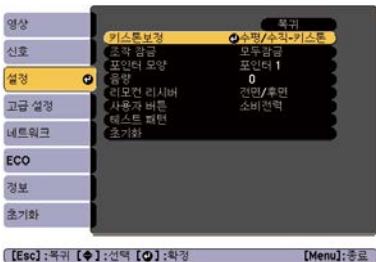 영상
신호
설정
고급 설정
네트워크
ECO
정보
초기화
복귀
키스톤보정 수평/수직-키스톤
조작 잠금 모두잠금
포인터 모양 포인터 1
음량 0
리모컨 리시버 전면/후면
사용자 버튼 소비전력
테스트 패턴
초기화
[Esc] :복귀 [ ] :선택 [ ] :확정 [Menu]:종료